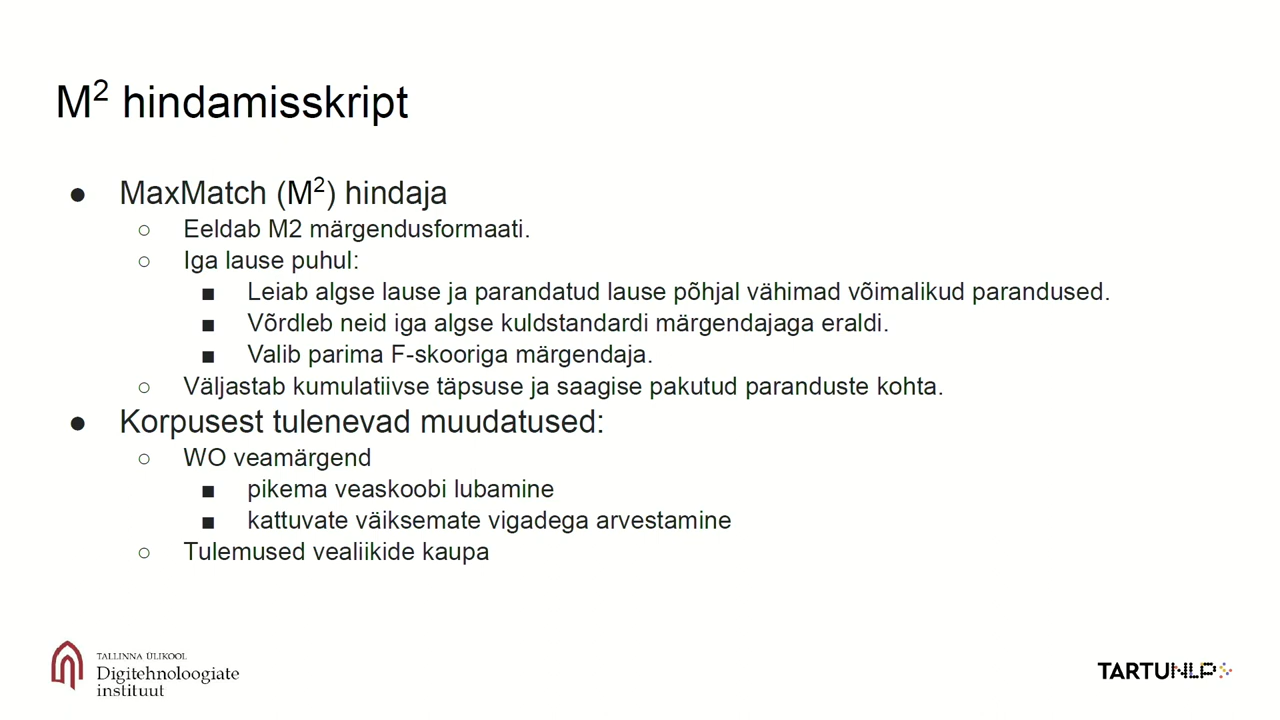 M² hindamisskript
● MaxMatch (M²) hindaja
○ Eeldab M2 märgendusformaati.
○ Iga lause puhul:
■ Leiab algse lause ja parandatud lause põhjal vähimad võimalikud parandused.
■ Võrdleb neid iga algse kuldstandardi märgendajaga eraldi.
■ Valib parima F-skooriga märgendaja.
○ Väljastab kumulatiivse täpsuse ja saagise pakutud paranduste kohta.
● Korpusest tulenevad muudatused:
○ WO veamärgend
■ pikema veaskoobi lubamine
■ kattuvate väiksemate vigadega arvestamine
○ Tulemused vealiikide kaupa
TALLINNA ÜLIKOOL
Digitehnoloogiate
instituut
TARTUNLP